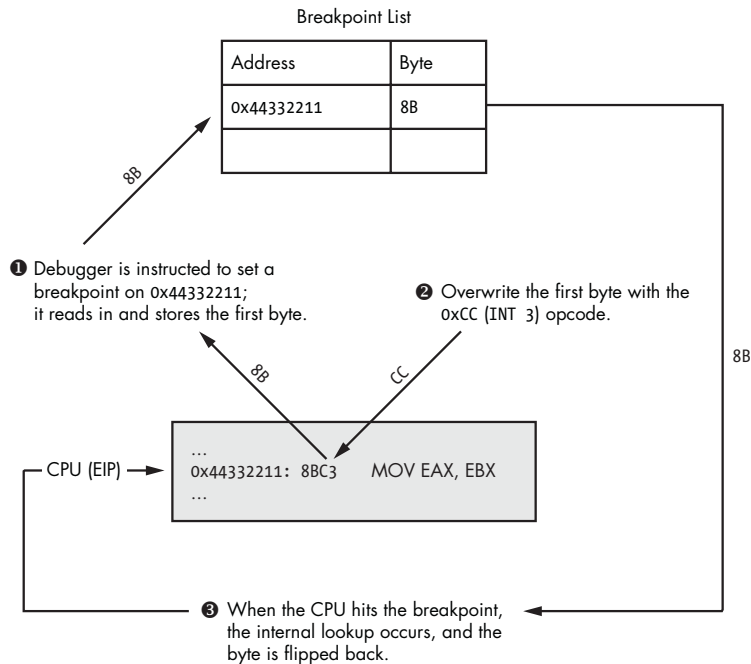 Breakpoint List
Address Byte
0x44332211 8B
8B
❶ Debugger is instructed to set a
breakpoint on 0x44332211;
it reads in and stores the first byte.
❷ Overwrite the first byte with the
0xCC (INT 3) opcode.
8B
8B
CC
...
CPU (EIP)
0x44332211: 8BC3 MOV EAX, EBX
...
❸ When the CPU hits the breakpoint,
the internal lookup occurs, and the
byte is flipped back.